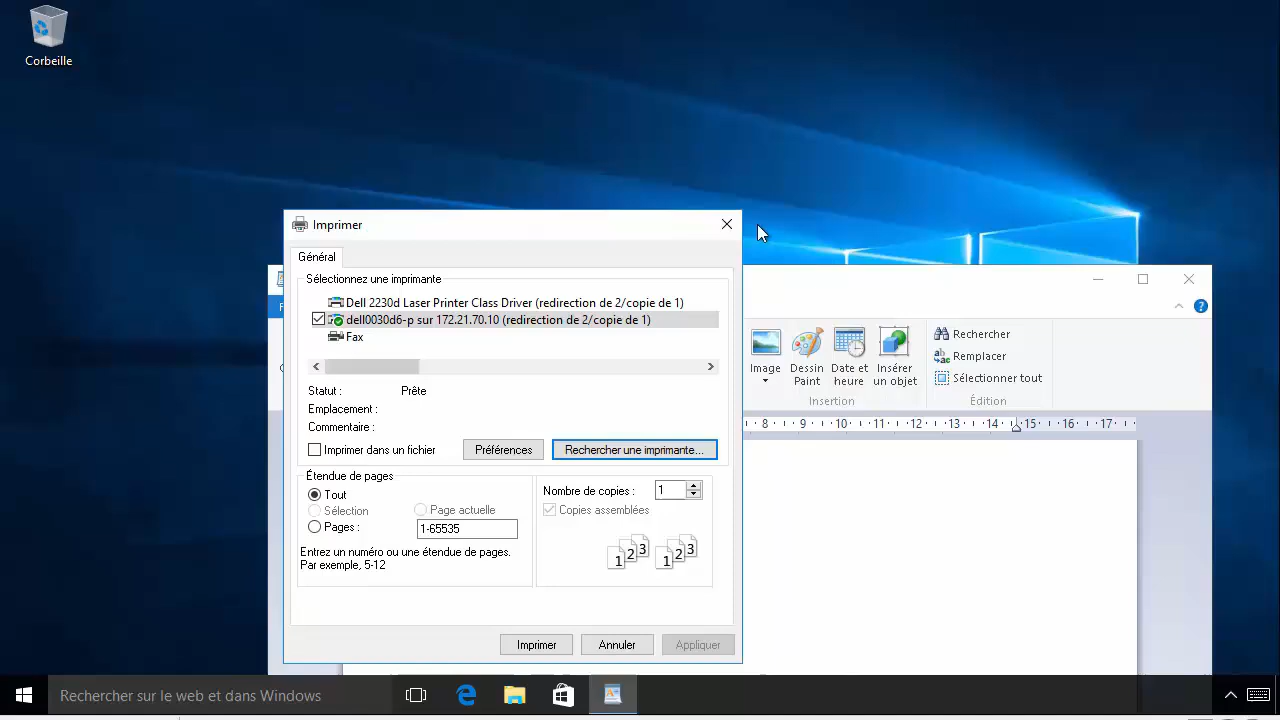 Corbeille
Imprimer
Général
Sélectionnez une imprimante
Dell 2230d Laser Printer Class Driver (redirection de 2/copie de 1)
dell0030d6-p sur 172.21.70.10 (redirection de 2/copie de 1)
Fax
Statut : Prête
Emplacement :
Commentaire :
Imprimer dans un fichier
Préférences
Rechercher une imprimante...
Étendue de pages
Tout
Sélection
Page actuelle
Pages :
1-65535
Entrez un numéro ou une étendue de pages.
Par exemple, 5-12
Nombre de copies : 1
Copies assemblées
1 2 3 1 2 3
Imprimer
Annuler
Appliquer
Image
Dessin
Paint
Date et
heure
Insérer
un objet
Insertion
Rechercher
Remplacer
Sélectionner tout
Édition
8 9 10 11 12 13 14 15 16 17
Rechercher sur le web et dans Windows